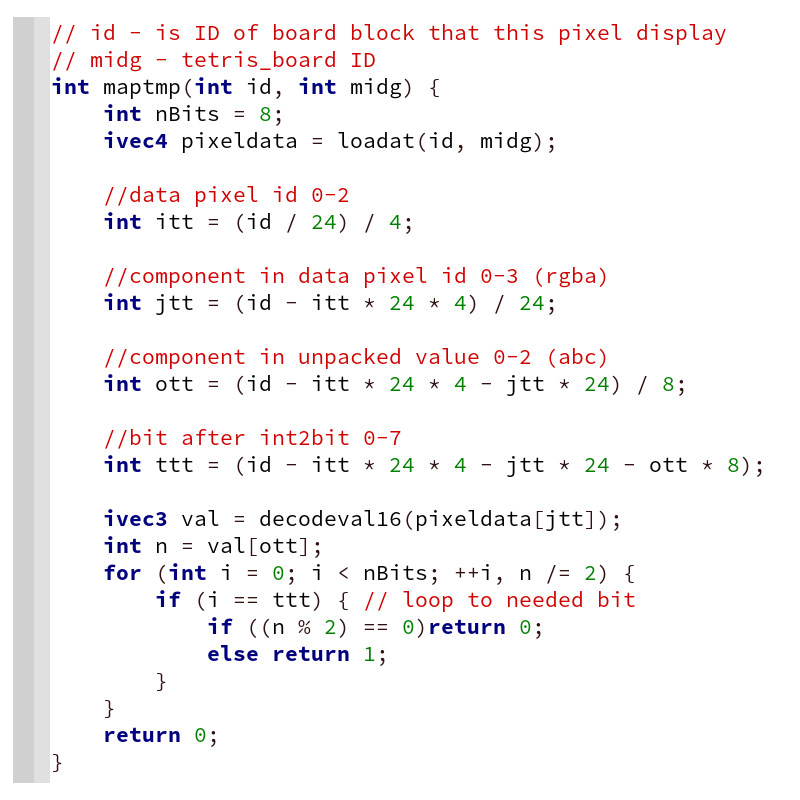 // id - is ID of board block that this pixel display
// midg - tetris_board ID
int maptmp(int id, int midg) {
    int nBits = 8;
    ivec4 pixeldata = loadat(id, midg);

    //data pixel id 0-2
    int itt = (id / 24) / 4;

    //component in data pixel id 0-3 (rgba)
    int jtt = (id - itt * 24 * 4) / 24;

    //component in unpacked value 0-2 (abc)
    int ott = (id - itt * 24 * 4 - jtt * 24) / 8;

    //bit after int2bit 0-7
    int ttt = (id - itt * 24 * 4 - jtt * 24 - ott * 8);

    ivec3 val = decodeval16(pixeldata[jtt]);
    int n = val[ott];
    for (int i = 0; i < nBits; ++i, n /= 2) {
        if (i == ttt) { // loop to needed bit
            if ((n % 2) == 0)return 0;
            else return 1;
        }
    }
    return 0;
}